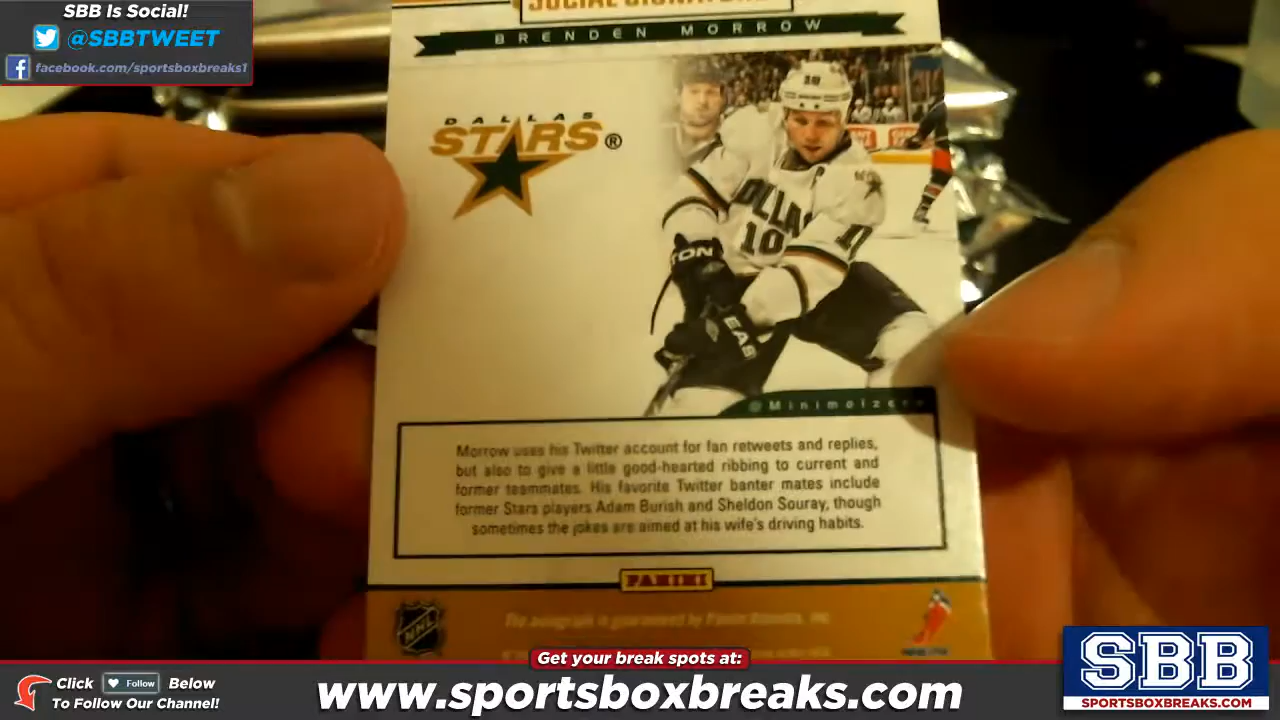 SBB Is Social!
@SBBTWEET
facebook.com/sportsboxbreaks1
SOCIAL SIGNATURES
BRENDEN MORROW
DALLAS
STARS®
DALLA
10
10
EAS
@Minimolze
Morrow uses his Twitter account for fan retweets and replies,
but also to give a little good-hearted ribbing to current and
former teammates. His favorite Twitter banter mates include
former Stars players Adam Burish and Sheldon Souray, though
sometimes the jokes are aimed at his wife's driving habits.
PANINI
NHL
The autograph is guaranteed by Panini America, Inc.
Get your break spots at:
Click Follow Below
To Follow Our Channel!
www.sportsboxbreaks.com
SBB
SPORTSBOXBREAKS.COM